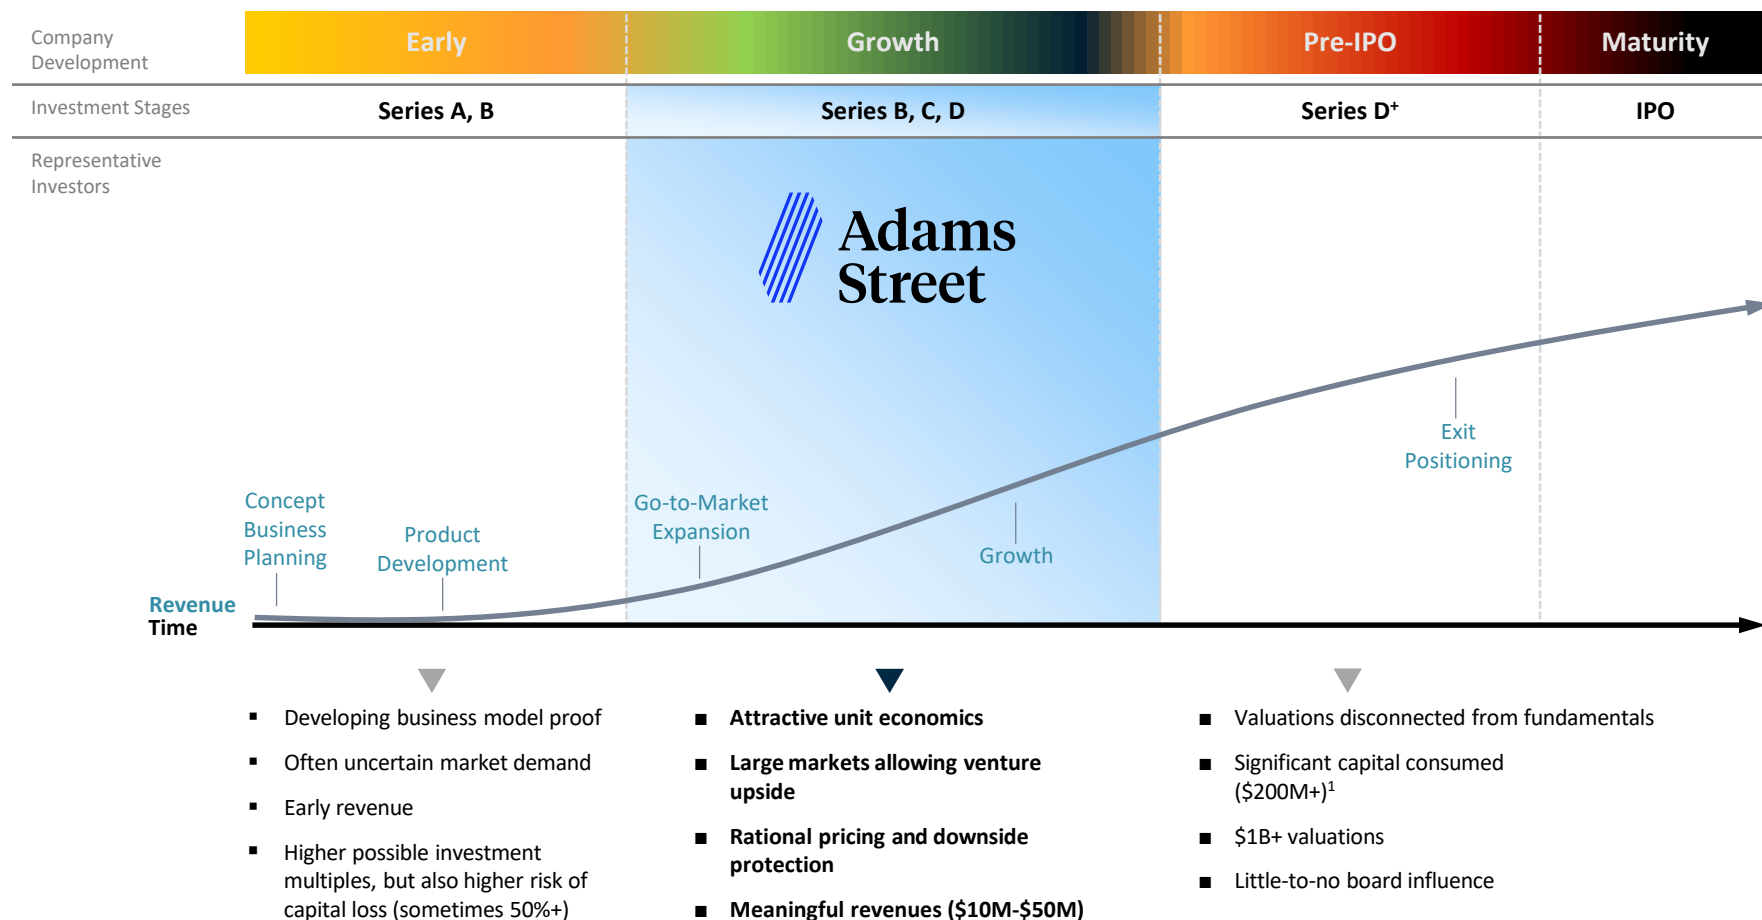 Company
Development
Early
Growth
Pre-IPO
Maturity
Investment Stages
Series A, B
Series B, C, D
Series D+
IPO
Representative
Investors
Adams
Street
Concept
Business
Planning
Product
Development
Go-to-Market
Expansion
Growth
Exit
Positioning
Revenue
Time
▪ Developing business model proof
▪ Often uncertain market demand
▪ Early revenue
▪ Higher possible investment
multiples, but also higher risk of
capital loss (sometimes 50%+)
■ Attractive unit economics
■ Large markets allowing venture
upside
■ Rational pricing and downside
protection
■ Meaningful revenues ($10M-$50M)
■ Valuations disconnected from fundamentals
■ Significant capital consumed
($200M+)1
■ $1B+ valuations
■ Little-to-no board influence